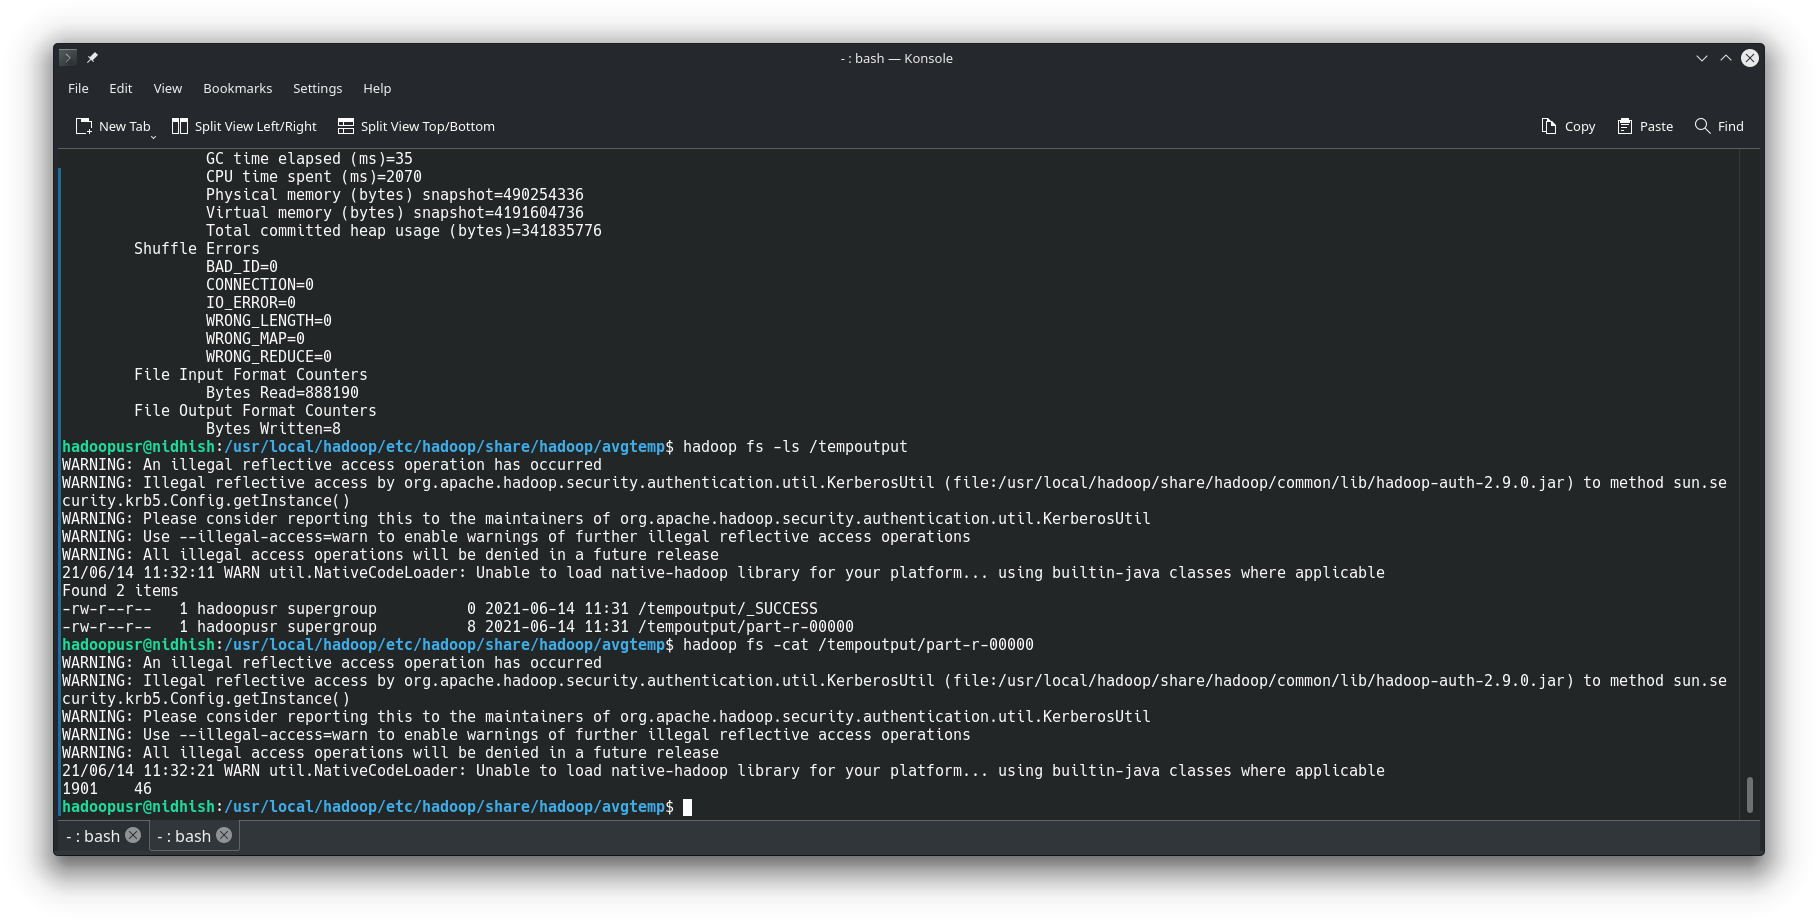 - : bash — Konsole
File Edit View Bookmarks Settings Help
New Tab Split View Left/Right Split View Top/Bottom Copy Paste Find
GC time elapsed (ms)=35
CPU time spent (ms)=2070
Physical memory (bytes) snapshot=490254336
Virtual memory (bytes) snapshot=4191604736
Total committed heap usage (bytes)=341835776
Shuffle Errors
BAD_ID=0
CONNECTION=0
IO_ERROR=0
WRONG_LENGTH=0
WRONG_MAP=0
WRONG_REDUCE=0
File Input Format Counters
Bytes Read=888190
File Output Format Counters
Bytes Written=8
hadoopusr@nidhish:/usr/local/hadoop/etc/hadoop/share/hadoop/avgtemp$ hadoop fs -ls /tempoutput
WARNING: An illegal reflective access operation has occurred
WARNING: Illegal reflective access by org.apache.hadoop.security.authentication.util.KerberosUtil (file:/usr/local/hadoop/share/hadoop/common/lib/hadoop-auth-2.9.0.jar) to method sun.se
curity.krb5.Config.getInstance()
WARNING: Please consider reporting this to the maintainers of org.apache.hadoop.security.authentication.util.KerberosUtil
WARNING: Use --illegal-access=warn to enable warnings of further illegal reflective access operations
WARNING: All illegal access operations will be denied in a future release
21/06/14 11:32:11 WARN util.NativeCodeLoader: Unable to load native-hadoop library for your platform... using builtin-java classes where applicable
Found 2 items
-rw-r--r--   1 hadoopusr supergroup          0 2021-06-14 11:31 /tempoutput/_SUCCESS
-rw-r--r--   1 hadoopusr supergroup          8 2021-06-14 11:31 /tempoutput/part-r-00000
hadoopusr@nidhish:/usr/local/hadoop/etc/hadoop/share/hadoop/avgtemp$ hadoop fs -cat /tempoutput/part-r-00000
WARNING: An illegal reflective access operation has occurred
WARNING: Illegal reflective access by org.apache.hadoop.security.authentication.util.KerberosUtil (file:/usr/local/hadoop/share/hadoop/common/lib/hadoop-auth-2.9.0.jar) to method sun.se
curity.krb5.Config.getInstance()
WARNING: Please consider reporting this to the maintainers of org.apache.hadoop.security.authentication.util.KerberosUtil
WARNING: Use --illegal-access=warn to enable warnings of further illegal reflective access operations
WARNING: All illegal access operations will be denied in a future release
21/06/14 11:32:21 WARN util.NativeCodeLoader: Unable to load native-hadoop library for your platform... using builtin-java classes where applicable
1901    46
hadoopusr@nidhish:/usr/local/hadoop/etc/hadoop/share/hadoop/avgtemp$
- : bash - : bash